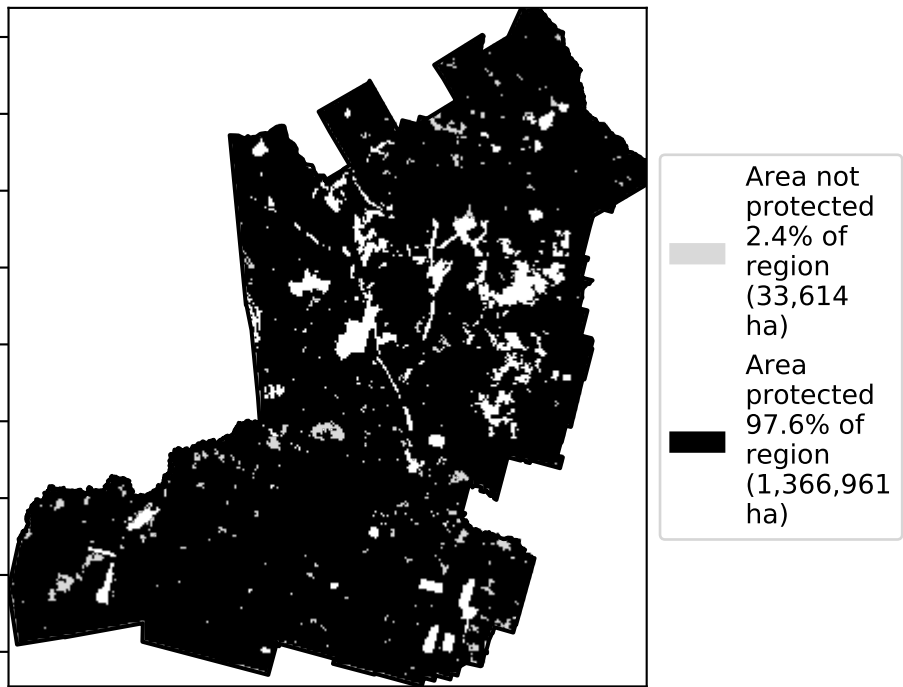 Area not
protected
2.4% of
region
(33,614
ha)
Area
protected
97.6% of
region
(1,366,961
ha)